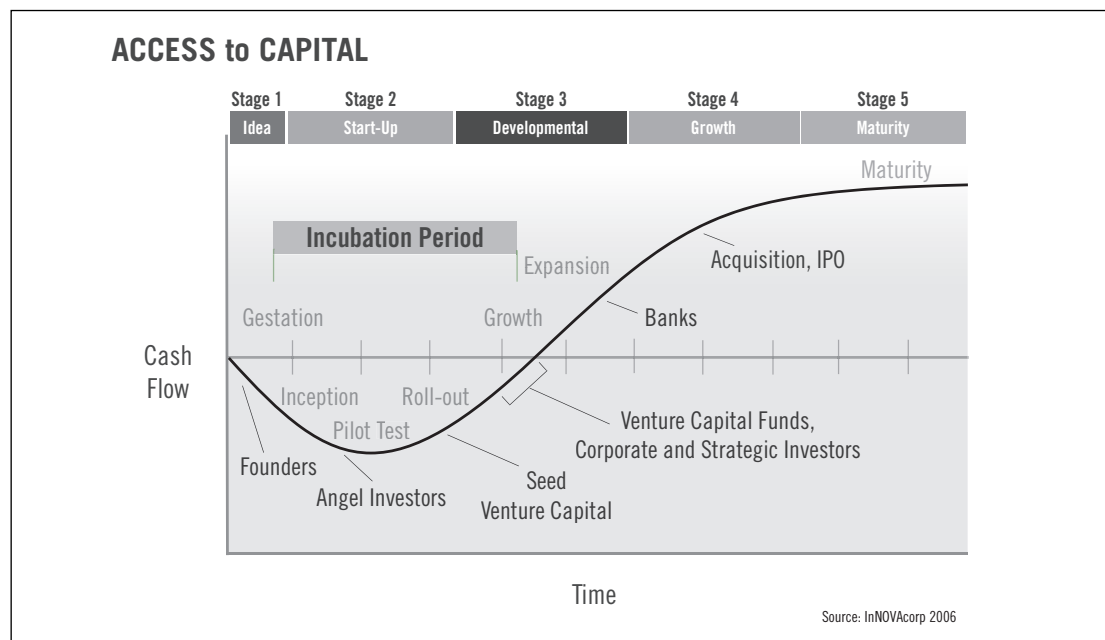 ACCESS to CAPITAL
Stage 1 Stage 2 Stage 3 Stage 4 Stage 5
Idea Start-Up Developmental Growth Maturity
Maturity
Incubation Period
Expansion
Acquisition, IPO
Gestation
Growth
Banks
Cash
Flow
Inception
Roll-out
Pilot Test
Venture Capital Funds,
Corporate and Strategic Investors
Founders
Angel Investors
Seed
Venture Capital
Time
Source: InNOVAcorp 2006